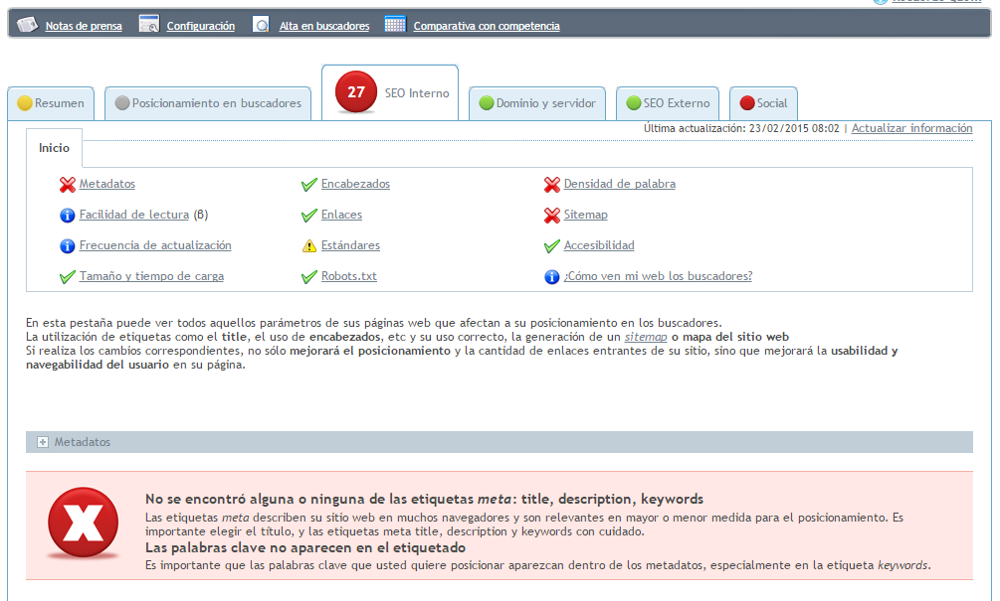 Notas de prensa Configuración Alta en buscadores Comparativa con competencia
Resumen Posicionamiento en buscadores 27 SEO Interno Dominio y servidor SEO Externo Social
Última actualización: 23/02/2015 08:02 | Actualizar información
Inicio
Metadatos Encabezados Densidad de palabra
Facilidad de lectura (B) Enlaces Sitemap
Frecuencia de actualización Estándares Accesibilidad
Tamaño y tiempo de carga Robots.txt ¿Cómo ven mi web los buscadores?
En esta pestaña puede ver todos aquellos parámetros de sus páginas web que afectan a su posicionamiento en los buscadores.
La utilización de etiquetas como el title, el uso de encabezados, etc y su uso correcto, la generación de un sitemap o mapa del sitio web
Si realiza los cambios correspondientes, no sólo mejorará el posicionamiento y la cantidad de enlaces entrantes de su sitio, sino que mejorará la usabilidad y
navegabilidad del usuario en su página.
Metadatos
No se encontró alguna o ninguna de las etiquetas meta: title, description, keywords
Las etiquetas meta describen su sitio web en muchos navegadores y son relevantes en mayor o menor medida para el posicionamiento. Es
importante elegir el título, y las etiquetas meta title, description y keywords con cuidado.
Las palabras clave no aparecen en el etiquetado
Es importante que las palabras clave que usted quiere posicionar aparezcan dentro de los metadatos, especialmente en la etiqueta keywords.